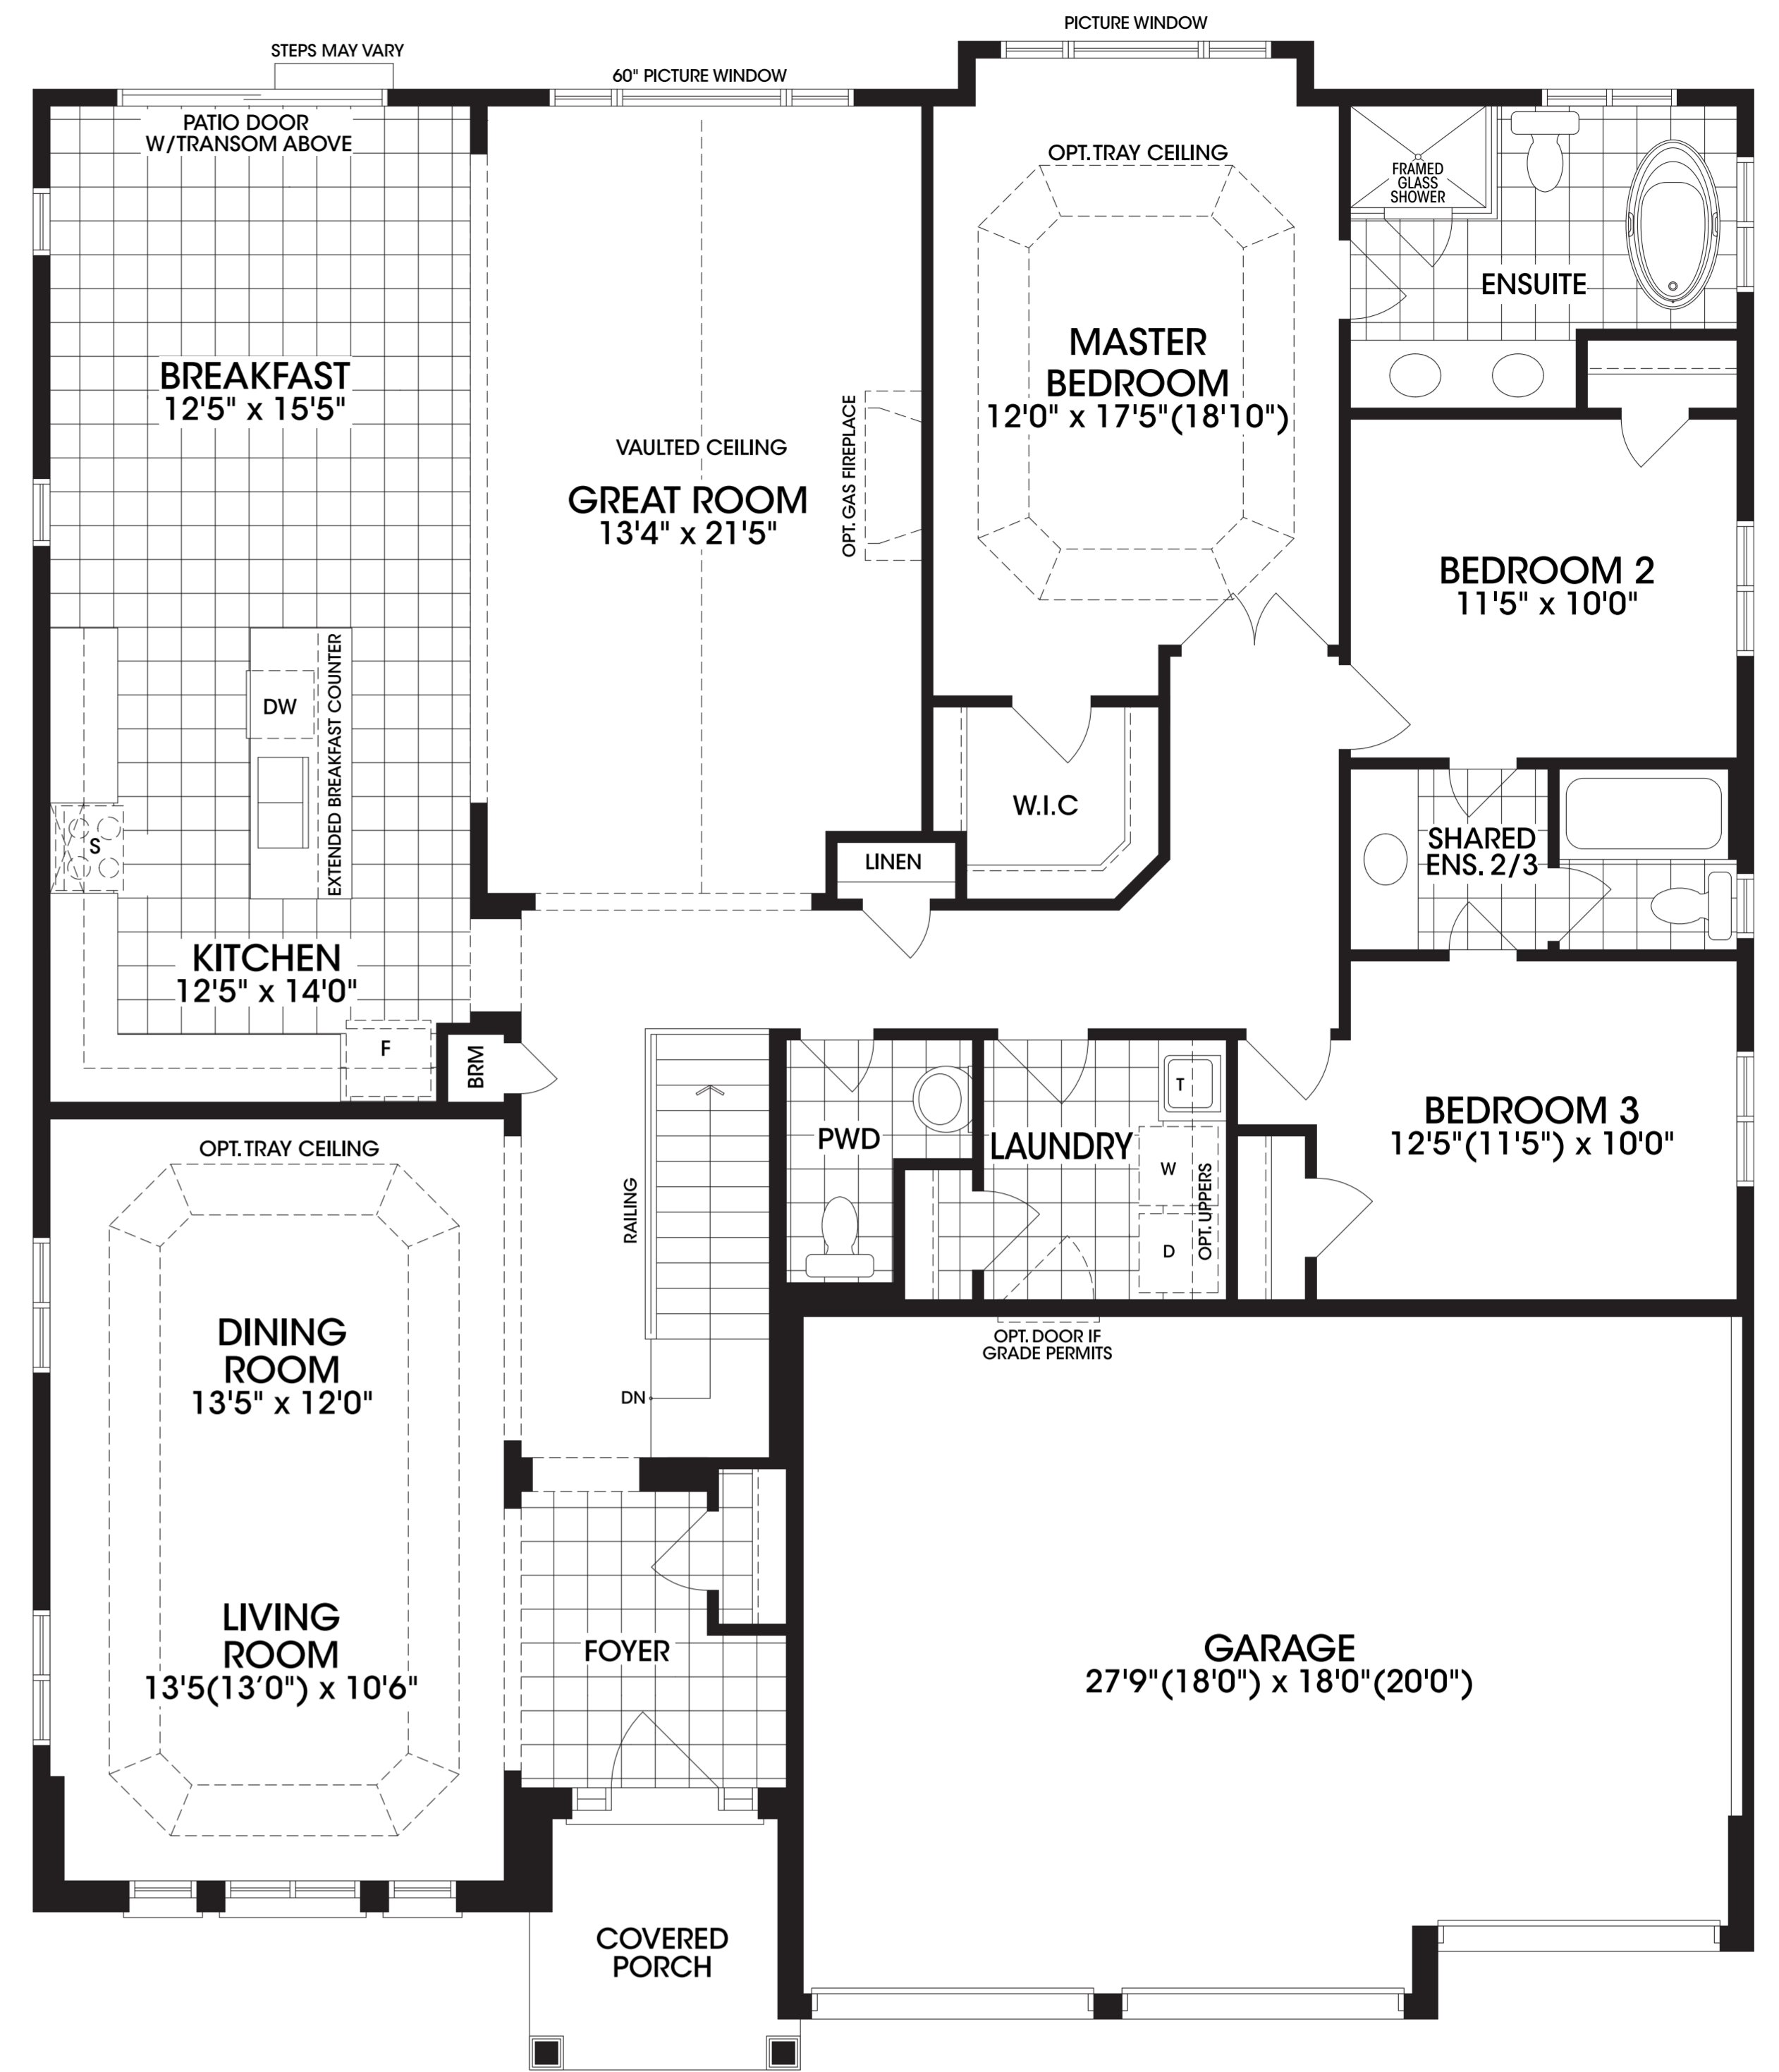 PICTURE WINDOW
STEPS MAY VARY
60" PICTURE WINDOW
PATIO DOOR
W/TRANSOM ABOVE
OPT. TRAY CEILING
FRAMED
GLASS
SHOWER
ENSUITE
MASTER
BEDROOM
12'0" x 17'5"(18'10")
BREAKFAST
12'5" x 15'5"
VAULTED CEILING
GREAT ROOM
13'4" x 21'5"
OPT. GAS FIREPLACE
BEDROOM 2
11'5" x 10'0"
DW
EXTENDED BREAKFAST COUNTER
S
W.I.C
LINEN
SHARED
ENS. 2/3
KITCHEN
12'5" x 14'0"
F
BRM
T
PWD
LAUNDRY
W
D
OPT. UPPERS
BEDROOM 3
12'5"(11'5") x 10'0"
OPT. TRAY CEILING
RAILING
DN
OPT. DOOR IF
GRADE PERMITS
DINING
ROOM
13'5" x 12'0"
LIVING
ROOM
13'5(13'0") x 10'6"
FOYER
GARAGE
27'9"(18'0") x 18'0"(20'0")
COVERED
PORCH